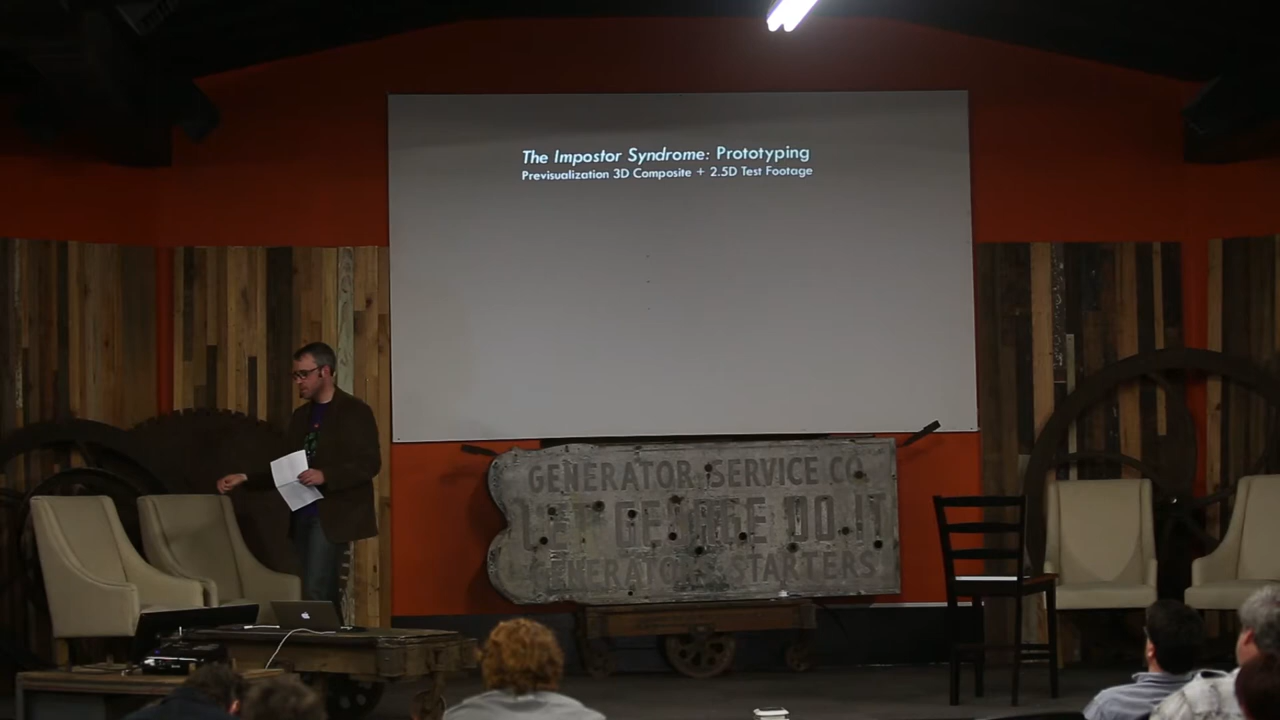 The Impostor Syndrome: Prototyping
Previsualization 3D Composite + 2.5D Test Footage
GENERATOR SERVICE CO.
LET GEORGE DO IT
GENERATORS STARTERS